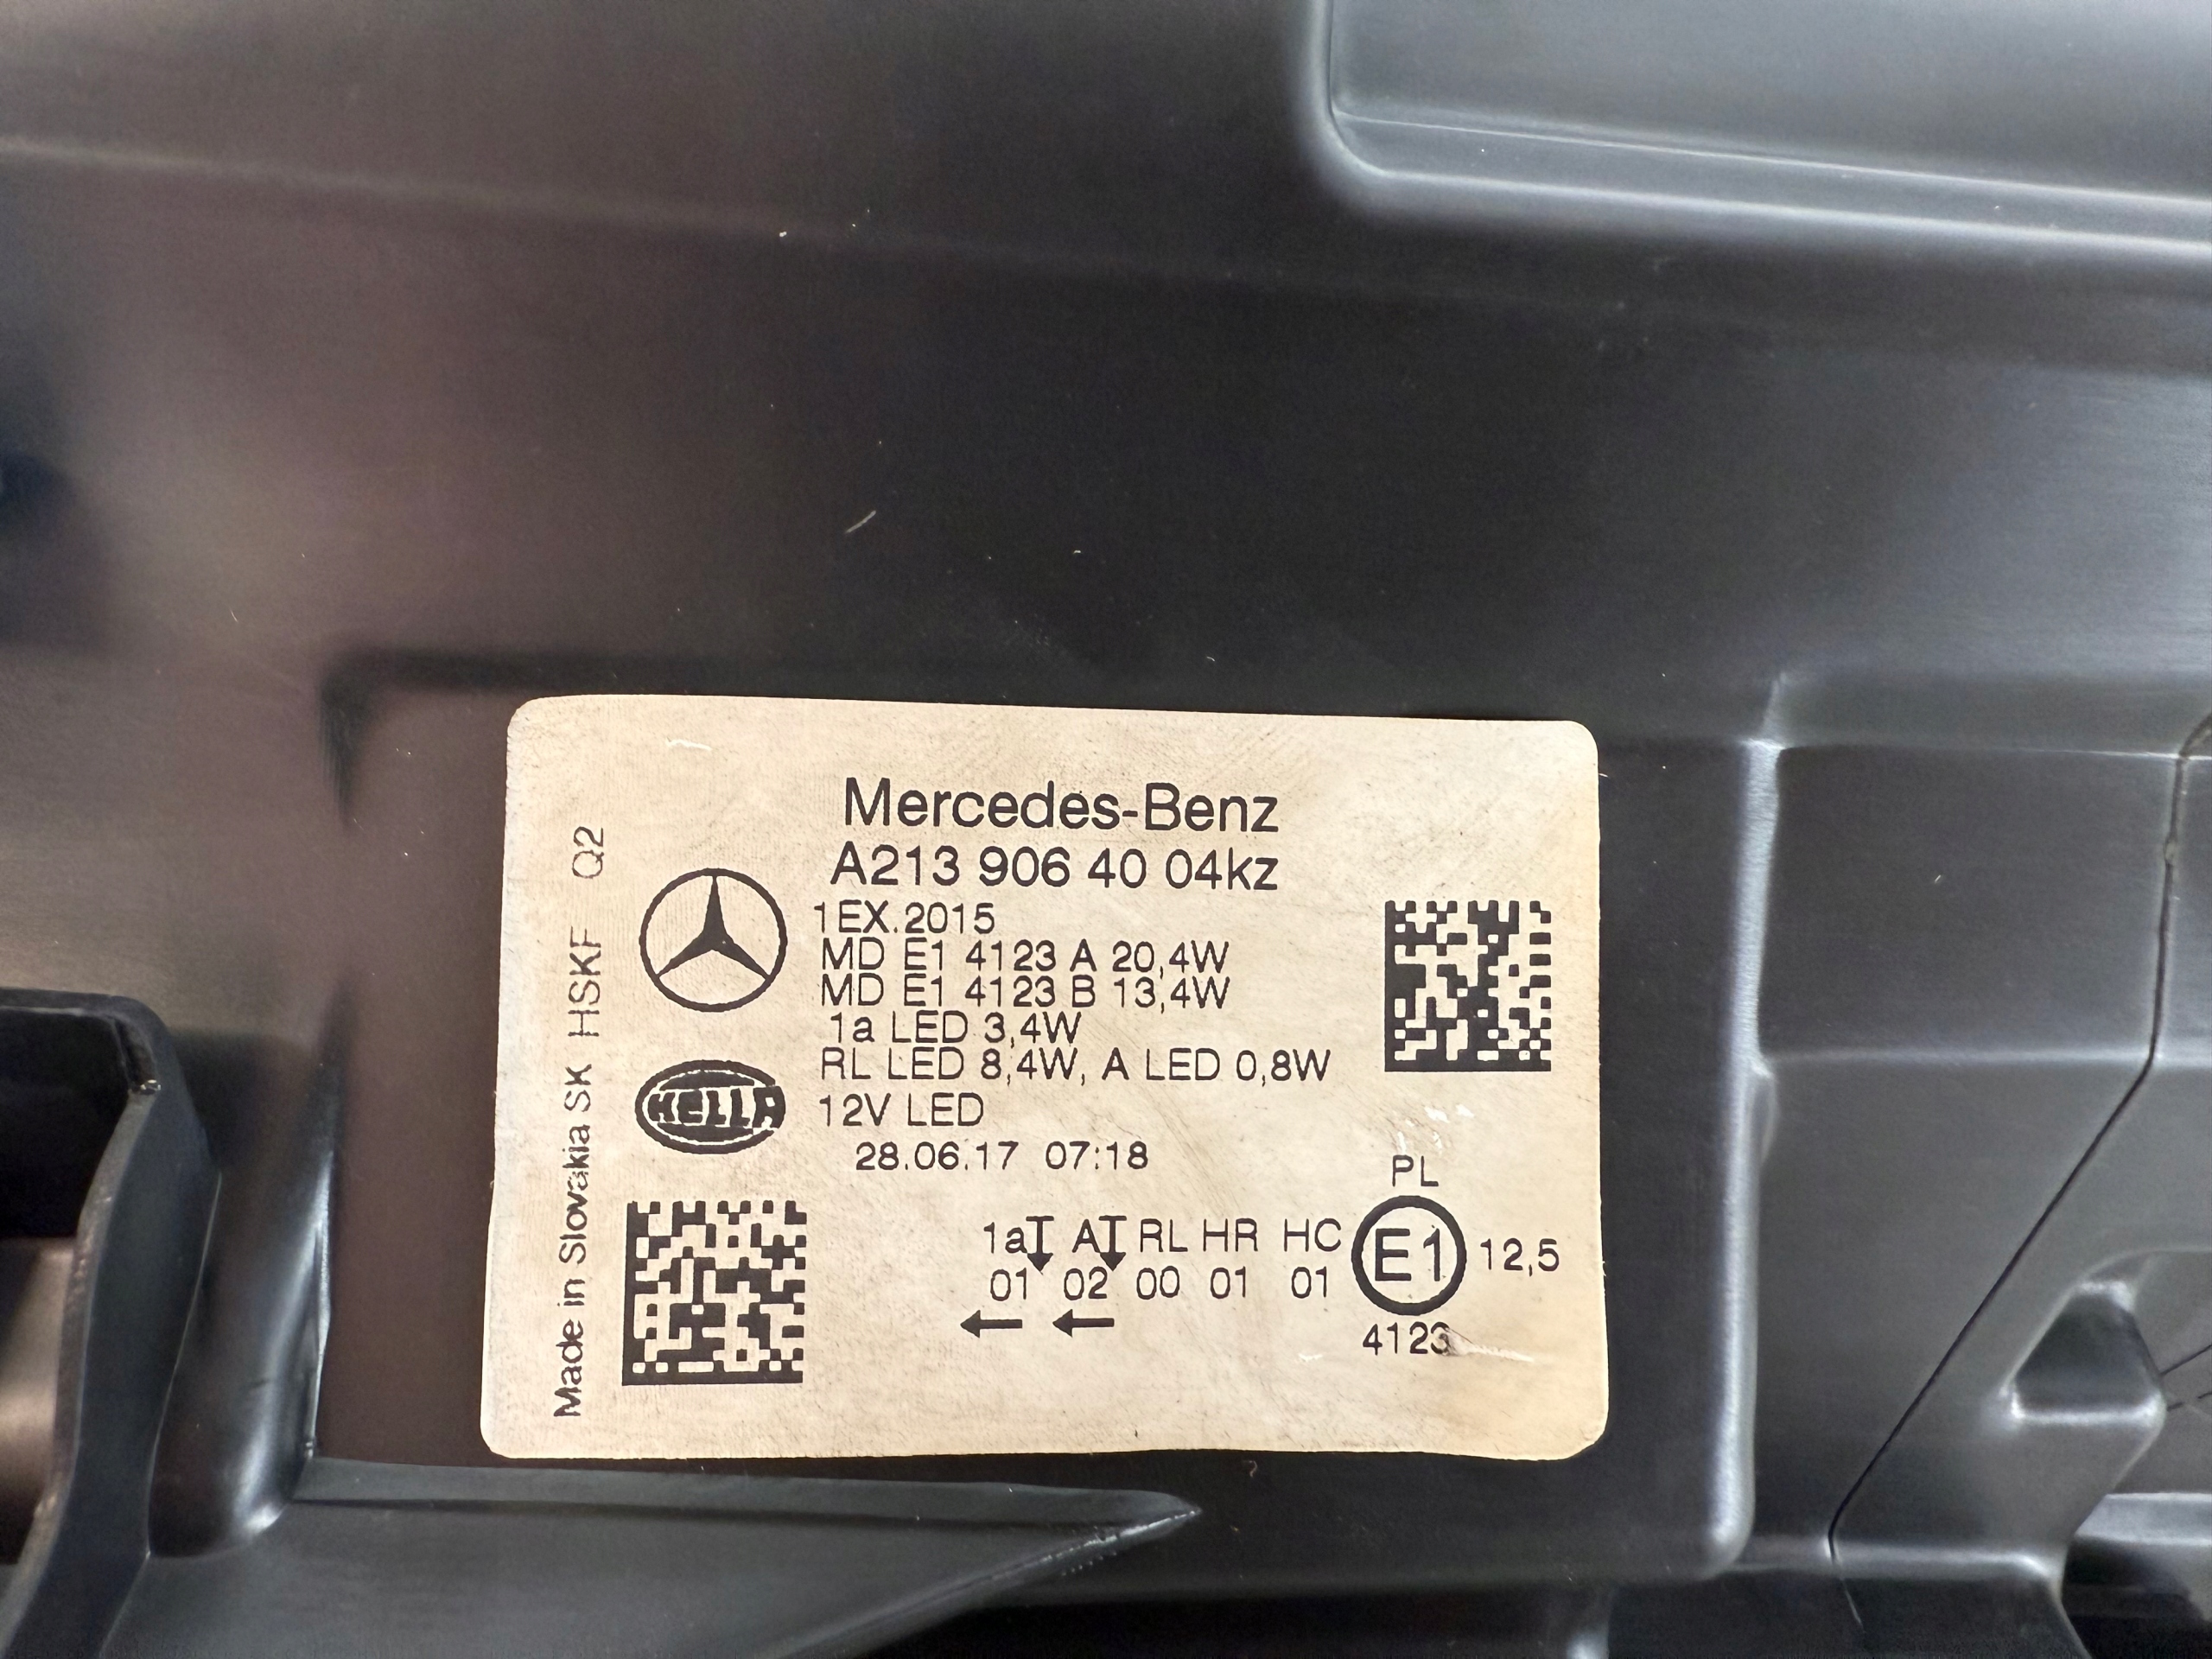 Mercedes-Benz
A213 906 40 04kz
1EX.2015
MD E1 4123 A 20,4W
MD E1 4123 B 13,4W
1a LED 3,4W
RL LED 8,4W, A LED 0,8W
12V LED
28.06.17 07:18
HELLA
Made in Slovakia SK HSKF Q2
PL
1a A RL HR HC E1 12,5
01 02 00 01 01
4123